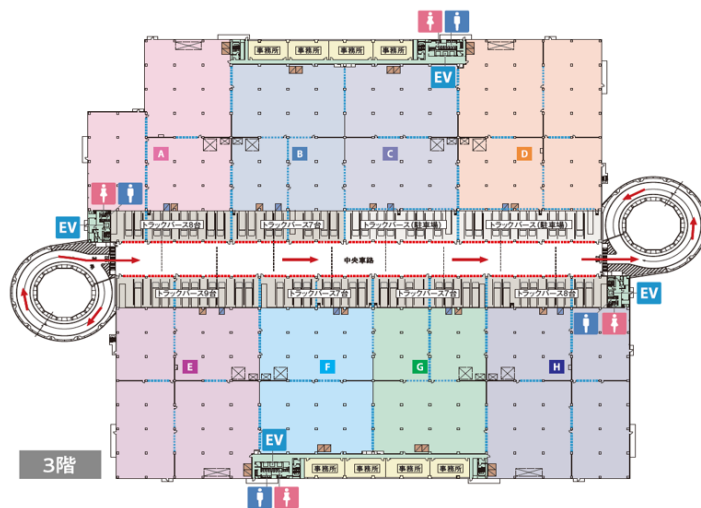 事務所 事務所 事務所 事務所
EV
A B C D
EV
トラックバース8台 トラックバース7台 トラックバース(駐車場) トラックバース(駐車場)
中央車路
トラックバース9台 トラックバース7台 トラックバース7台 トラックバース8台
EV
E F G H
EV
3階
事務所 事務所 事務所 事務所